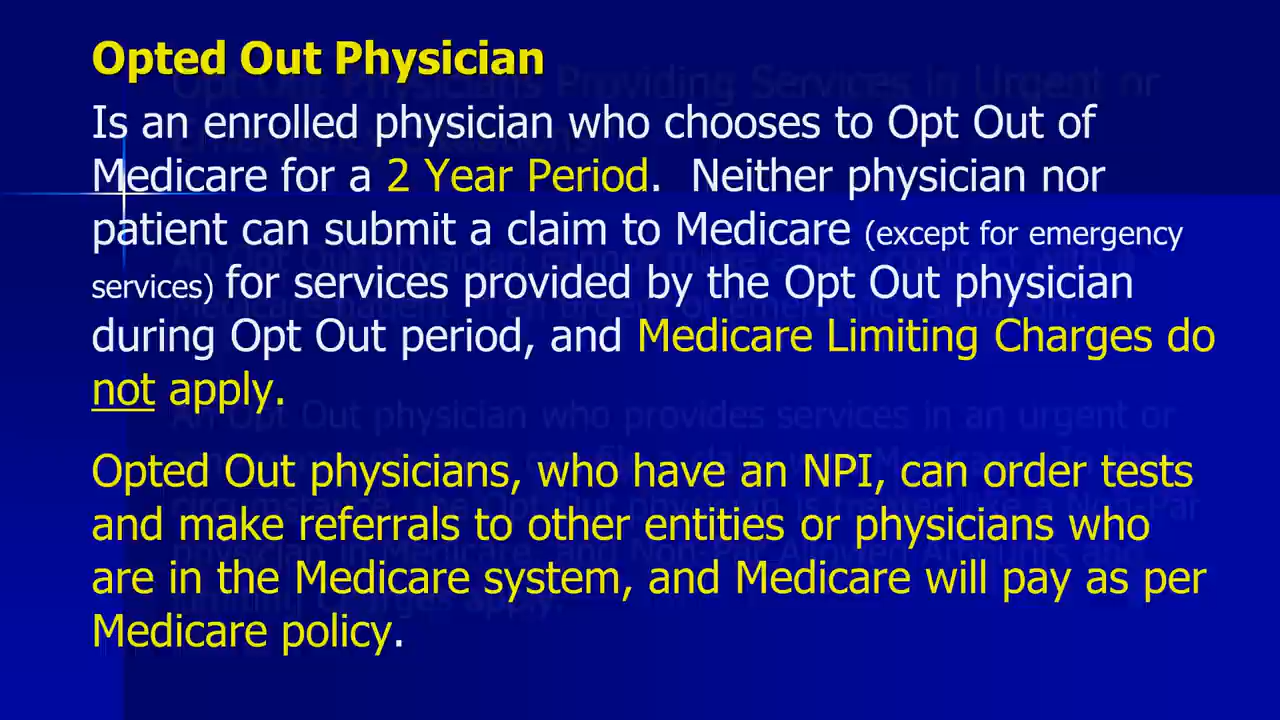 Opted Out Physician
Is an enrolled physician who chooses to Opt Out of
Medicare for a 2 Year Period. Neither physician nor
patient can submit a claim to Medicare (except for emergency
services) for services provided by the Opt Out physician
during Opt Out period, and Medicare Limiting Charges do
not apply.
Opted Out physicians, who have an NPI, can order tests
and make referrals to other entities or physicians who
are in the Medicare system, and Medicare will pay as per
Medicare policy.